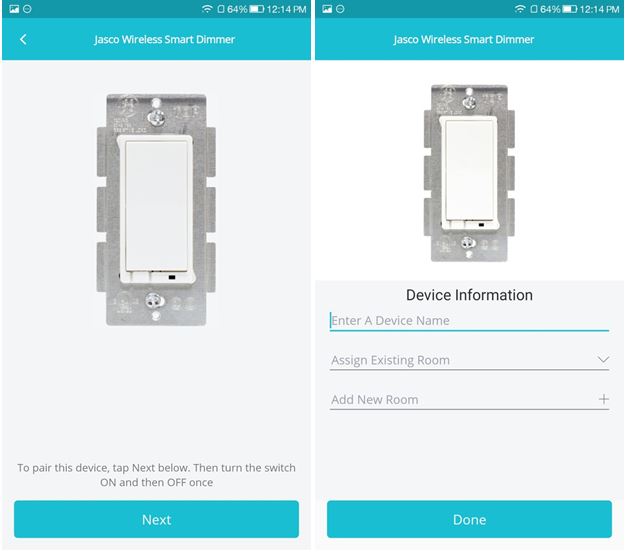 64% 12:14 PM
Jasco Wireless Smart Dimmer
To pair this device, tap Next below. Then turn the switch
ON and then OFF once
Next
64% 12:14 PM
Jasco Wireless Smart Dimmer
Device Information
Enter A Device Name
Assign Existing Room
Add New Room
Done